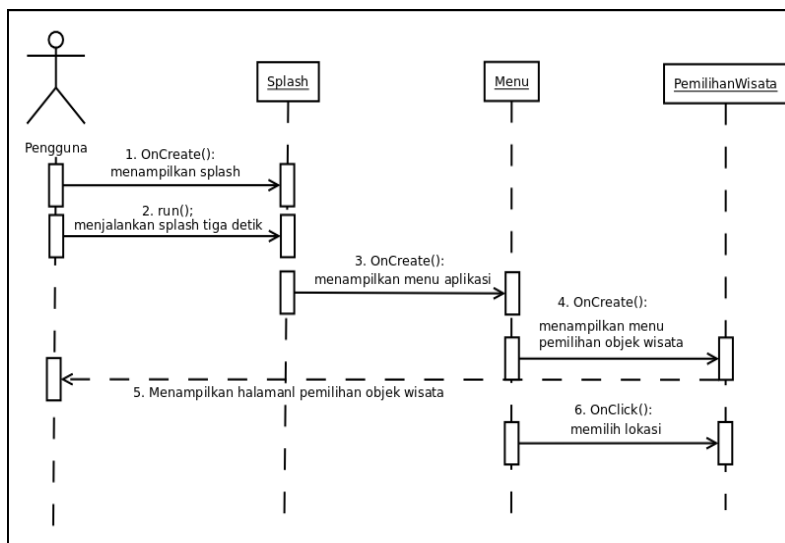 Splash
Menu
PemilihanWisata
Pengguna
1. OnCreate():
menampilkan splash
2. run();
menjalankan splash tiga detik
3. OnCreate():
menampilkan menu aplikasi
4. OnCreate():
menampilkan menu
pemilihan objek wisata
5. Menampilkan halamanl pemilihan objek wisata
6. OnClick():
memilih lokasi